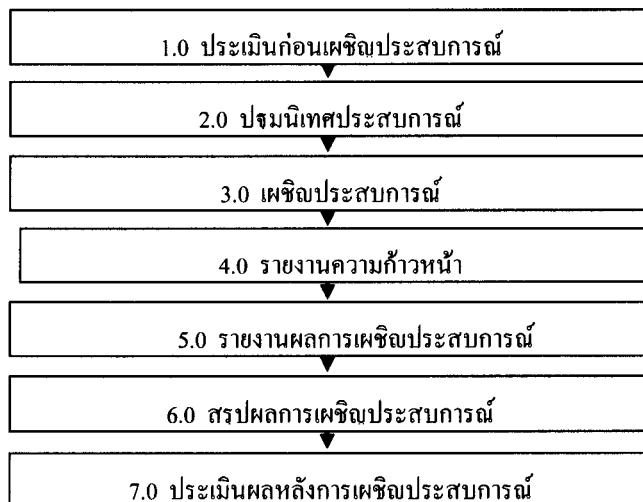 1.0 ประเมินก่อนเผชิญประสบการณ์
2.0 ปฐมนิเทศประสบการณ์
3.0 เผชิญประสบการณ์
4.0 รายงานความก้าวหน้า
5.0 รายงานผลการเผชิญประสบการณ์
6.0 สรุปผลการเผชิญประสบการณ์
7.0 ประเมินผลหลังการเผชิญประสบการณ์